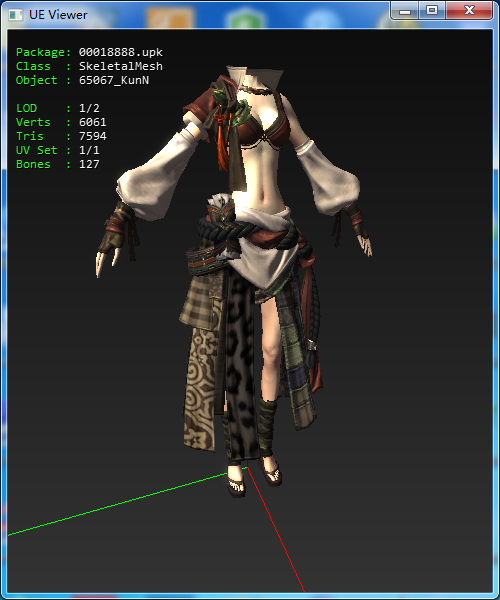 UE Viewer
Package: 00018888.upk
Class : SkeletalMesh
Object : 65067_KunN
LOD : 1/2
Verts : 6061
Tris : 7594
UV Set : 1/1
Bones : 127